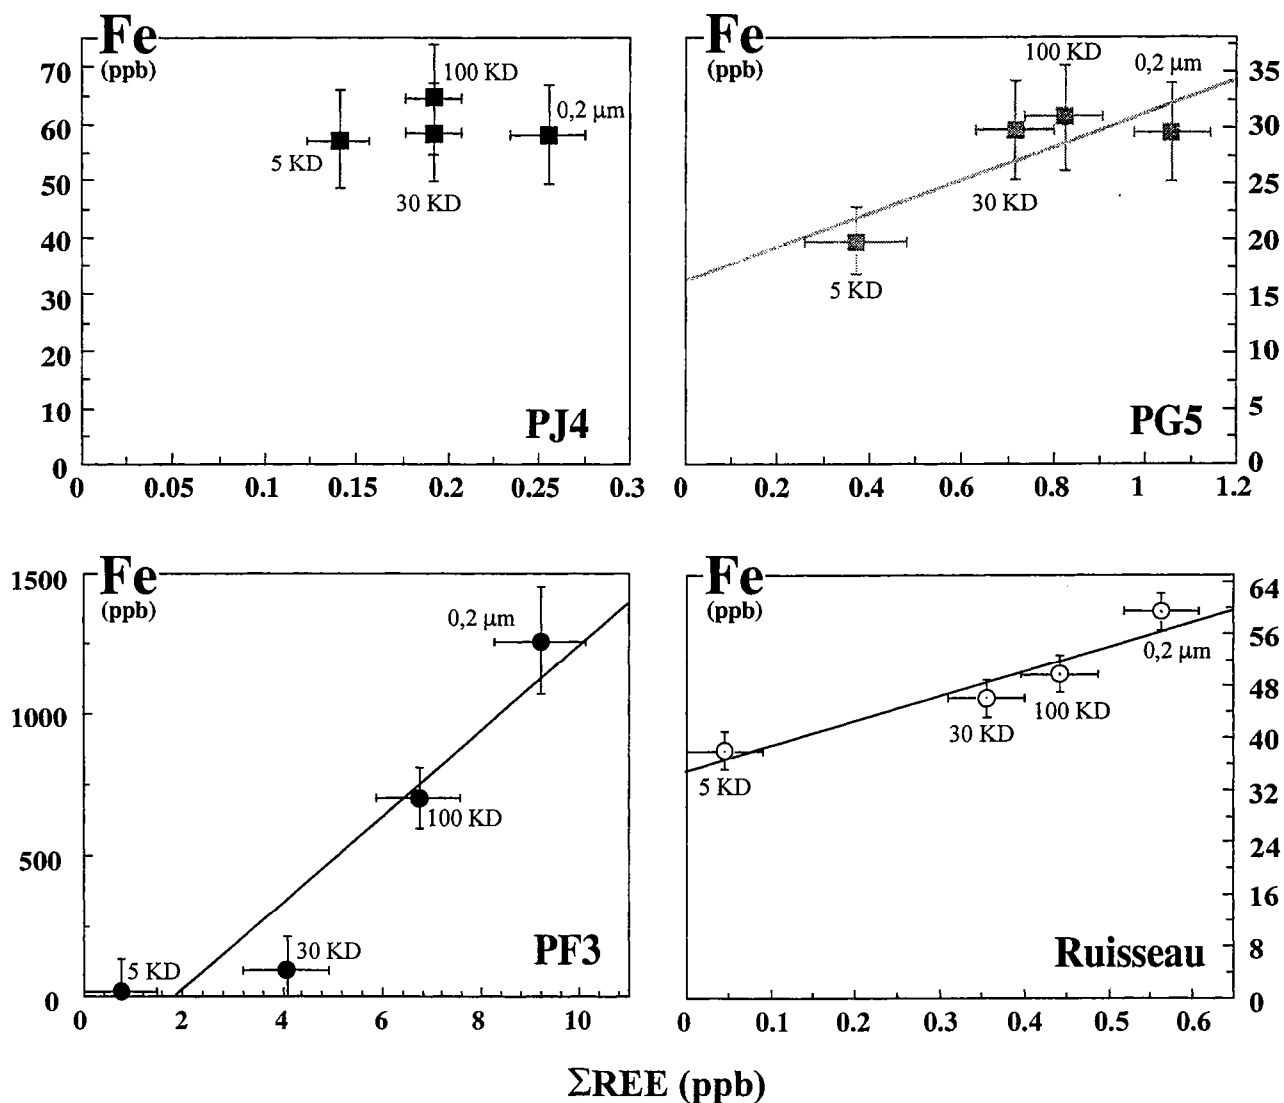 Fe
(ppb)
70
60
50
40
30
20
10
0
100 KD
0,2 µm
5 KD
30 KD
PJ4
0 0.05 0.1 0.15 0.2 0.25 0.3
Fe
(ppb)
100 KD
0,2 µm
30 KD
5 KD
PG5
35
30
25
20
15
10
5
0
0 0.2 0.4 0.6 0.8 1 1.2
Fe
(ppb)
1500
1000
500
0
0,2 µm
100 KD
30 KD
5 KD
PF3
0 2 4 6 8 10
Fe
(ppb)
0,2 µm
100 KD
30 KD
5 KD
Ruisseau
64
56
48
40
32
24
16
8
0
0 0.1 0.2 0.3 0.4 0.5 0.6
ΣREE (ppb)